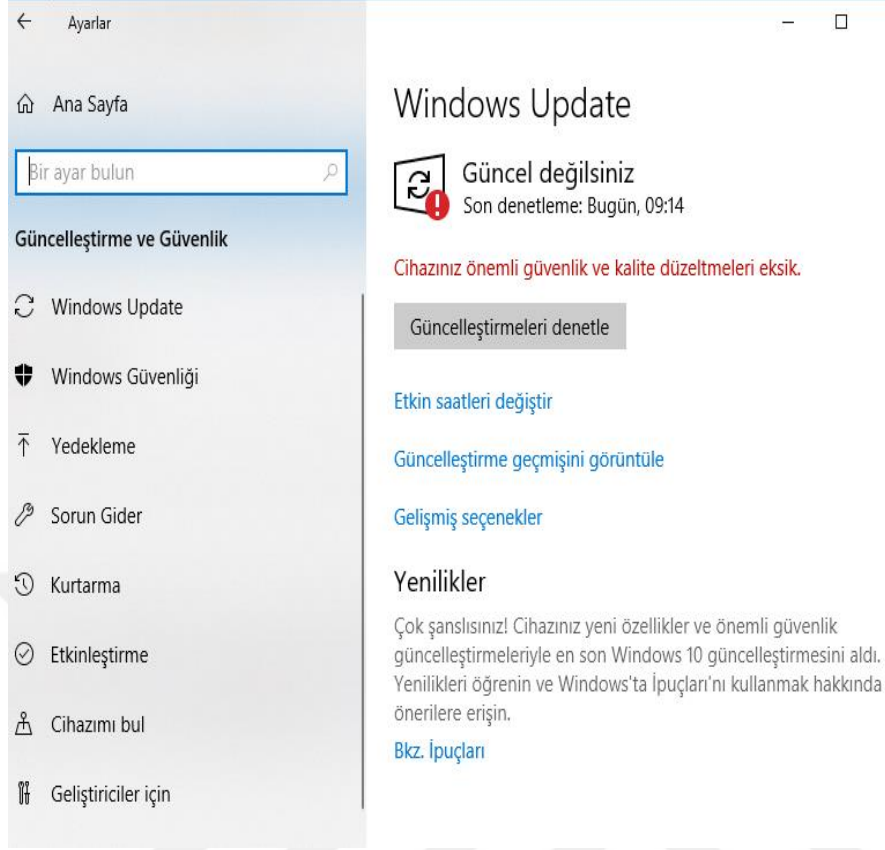 Ayarlar
Ana Sayfa
Bir ayar bulun
Güncelleştirme ve Güvenlik
Windows Update
Windows Güvenliği
Yedekleme
Sorun Gider
Kurtarma
Etkinleştirme
Cihazımı bul
Geliştiriciler için
Windows Update
Güncel değilsiniz
Son denetleme: Bugün, 09:14
Cihazınız önemli güvenlik ve kalite düzeltmeleri eksik.
Güncelleştirmeleri denetle
Etkin saatleri değiştir
Güncelleştirme geçmişini görüntüle
Gelişmiş seçenekler
Yenilikler
Çok şanslısınız! Cihazınız yeni özellikler ve önemli güvenlik
güncelleştirmeleriyle en son Windows 10 güncelleştirmesini aldı.
Yenilikleri öğrenin ve Windows'ta İpuçları'nı kullanmak hakkında
önerilere erişin.
Bkz. İpuçları